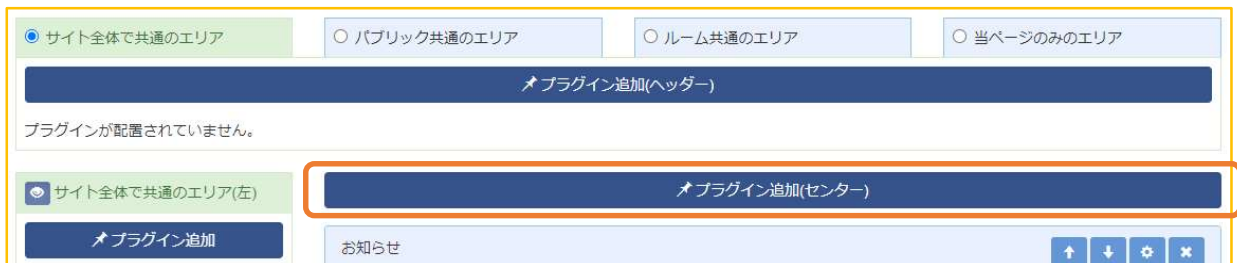 サイト全体で共通のエリア パブリック共通のエリア ルーム共通のエリア 当ページのみのエリア
プラグイン追加(ヘッダー)
プラグインが配置されていません。
サイト全体で共通のエリア(左) プラグイン追加(センター)
プラグイン追加 お知らせ